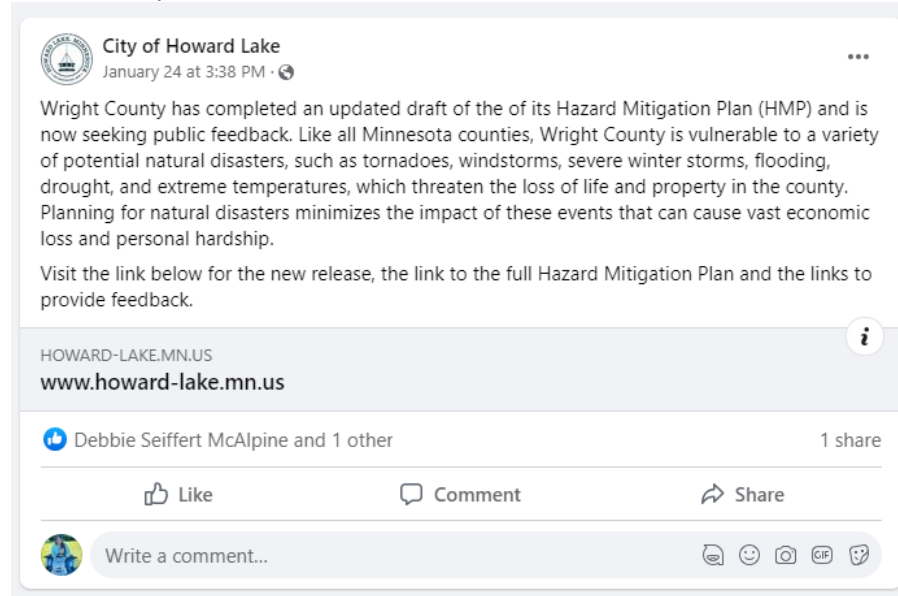 City of Howard Lake
January 24 at 3:38 PM ·
Wright County has completed an updated draft of the of its Hazard Mitigation Plan (HMP) and is
now seeking public feedback. Like all Minnesota counties, Wright County is vulnerable to a variety
of potential natural disasters, such as tornadoes, windstorms, severe winter storms, flooding,
drought, and extreme temperatures, which threaten the loss of life and property in the county.
Planning for natural disasters minimizes the impact of these events that can cause vast economic
loss and personal hardship.
Visit the link below for the new release, the link to the full Hazard Mitigation Plan and the links to
provide feedback.
HOWARD-LAKE.MN.US
www.howard-lake.mn.us
Debbie Seiffert McAlpine and 1 other
1 share
Like
Comment
Share
Write a comment...
GIF